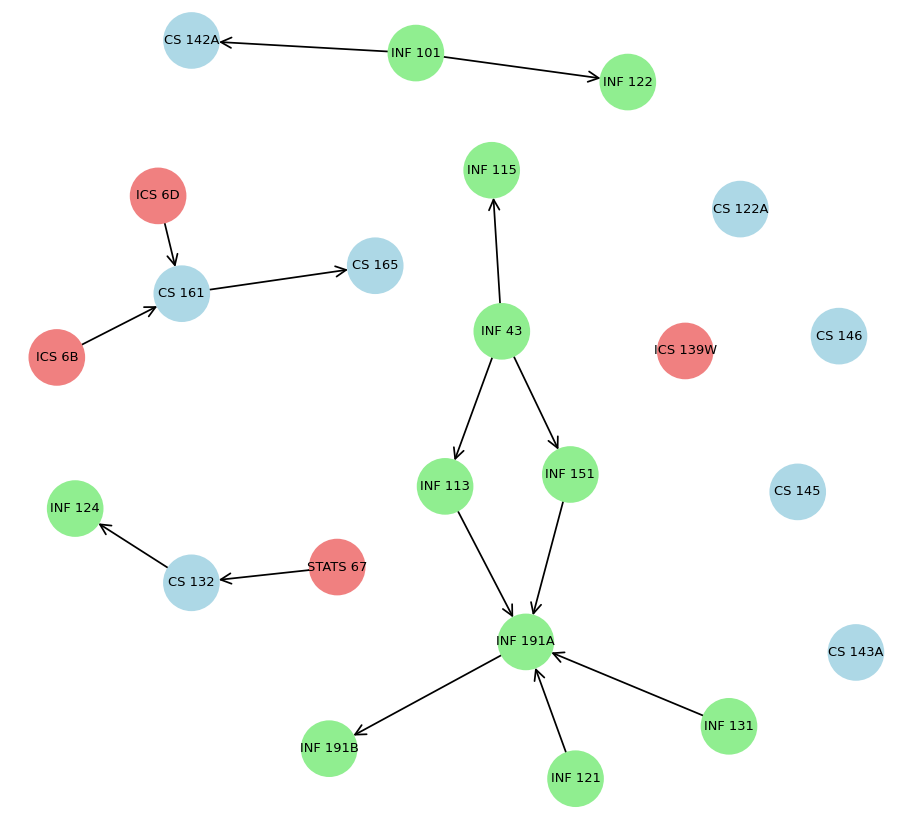 CS 142A
INF 101
INF 122
INF 115
ICS 6D
CS 122A
CS 165
CS 161
INF 43
CS 146
ICS 139W
ICS 6B
INF 151
INF 113
CS 145
INF 124
STATS 67
CS 132
INF 191A
CS 143A
INF 131
INF 191B
INF 121